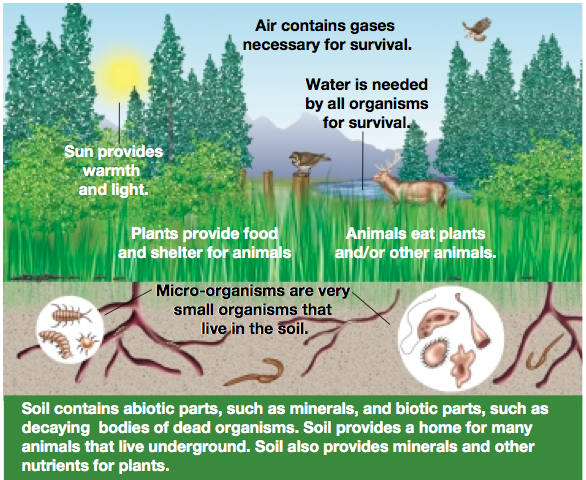 Air contains gases
necessary for survival.
Water is needed
by all organisms
for survival.
Sun provides
warmth
and light.
Plants provide food
and shelter for animals
Animals eat plants
and/or other animals.
Micro-organisms are very
small organisms that
live in the soil.
Soil contains abiotic parts, such as minerals, and biotic parts, such as
decaying bodies of dead organisms. Soil provides a home for many
animals that live underground. Soil also provides minerals and other
nutrients for plants.